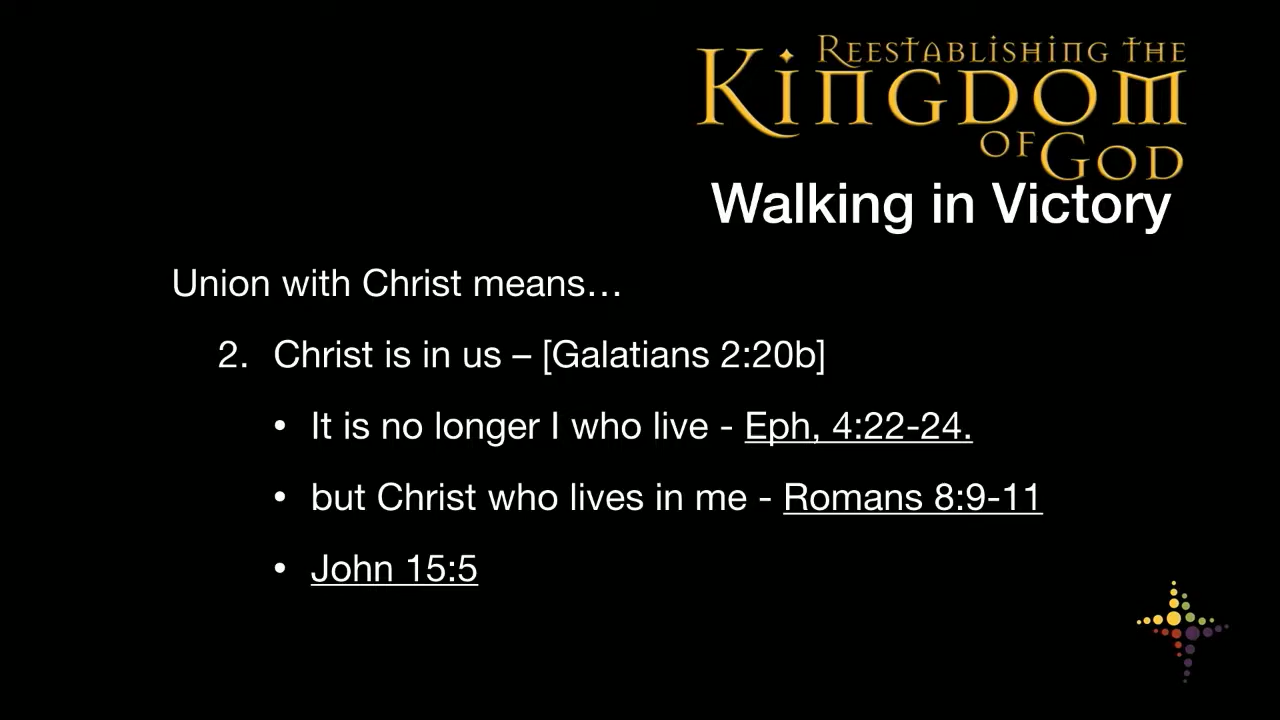 Reestablishing the
Kingdom
of God
Walking in Victory
Union with Christ means…
2. Christ is in us – [Galatians 2:20b]
• It is no longer I who live - Eph, 4:22-24.
• but Christ who lives in me - Romans 8:9-11
• John 15:5